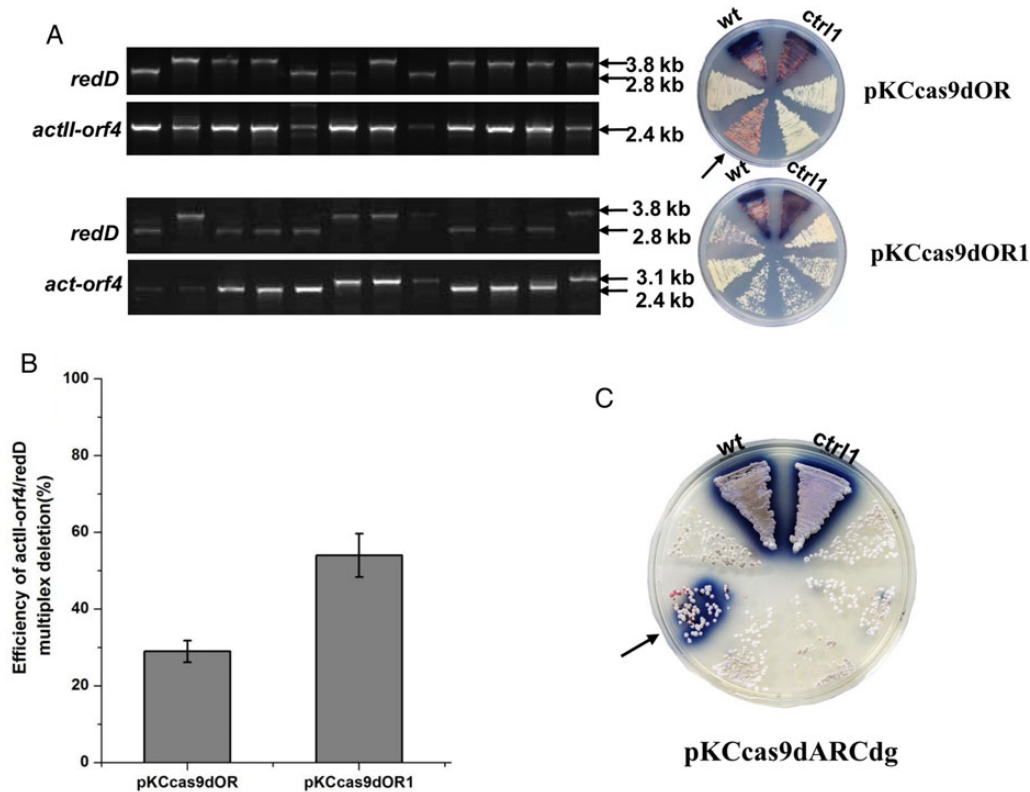 A
redD
3.8 kb
2.8 kb
actII-orf4
2.4 kb
wt
ctrl1
pKCcas9dOR
redD
3.8 kb
2.8 kb
act-orf4
3.1 kb
2.4 kb
wt
ctrl1
pKCcas9dOR1
B
Efficiency of actII-orf4/redD
multiplex deletion(%)
100
80
60
40
20
0
pKCcas9dOR
pKCcas9dOR1
C
wt
ctrl1
pKCcas9dARCdg